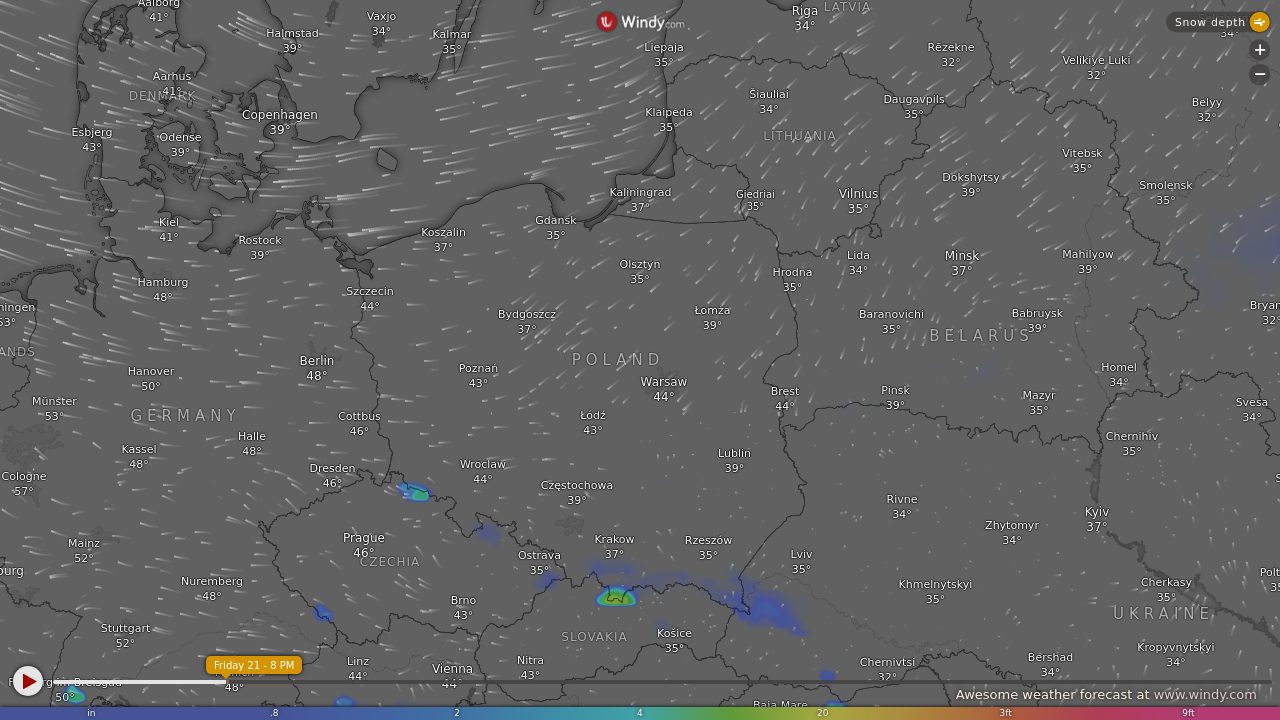 Aalborg
41°
Vaxjo
34°
Windy.com
Riga
34°
LATVIA
Snow depth
34°
Halmstad
39°
Kalmar
35°
Liepaja
35°
Rēzekne
32°
Velikiye Luki
32°
+
−
Aarhus
41°
DENMARK
Copenhagen
39°
Klaipėda
35°
Šiauliai
34°
Daugavpils
35°
Belyy
32°
Esbjerg
43°
Odense
39°
LITHUANIA
Vitebsk
35°
Kaliningrad
37°
Giedriai
35°
Vilnius
35°
Dokshytsy
39°
Smolensk
35°
Kiel
41°
Rostock
39°
Koszalin
37°
Gdansk
35°
Olsztyn
35°
Hrodna
35°
Lida
34°
Minsk
37°
Mahilyow
39°
Hamburg
48°
Szczecin
44°
Bydgoszcz
37°
Łomża
39°
Baranovichi
35°
Babruysk
39°
ningen
53°
Bryan
32°
BELARUS
ANDS
Hanover
50°
Berlin
48°
Poznań
43°
POLAND
Warsaw
44°
Brest
44°
Pinsk
39°
Mazyr
35°
Homel
34°
Münster
53°
GERMANY
Cottbus
46°
Łódź
43°
Svesa
34°
Kassel
48°
Halle
48°
Lublin
39°
Chernihiv
35°
Cologne
57°
Dresden
46°
Wroclaw
44°
Częstochowa
39°
Rivne
34°
Zhytomyr
34°
Kyiv
37°
Mainz
52°
Prague
46°
CZECHIA
Ostrava
35°
Krakow
37°
Rzeszów
35°
Lviv
35°
burg
Nuremberg
48°
Brno
43°
Khmelnytskyi
35°
Cherkasy
35°
Polt
35
UKRAINE
Stuttgart
52°
SLOVAKIA
Košice
35°
Kropyvnytskyi
34°
Friday 21 - 8 PM
Linz
44°
Vienna
44
Nitra
43°
Chernivtsi
32°
Bershad
34°
50°
48°
Baia Mare
Awesome weather forecast at www.windy.com
in .8 2 4 20 3ft 9ft